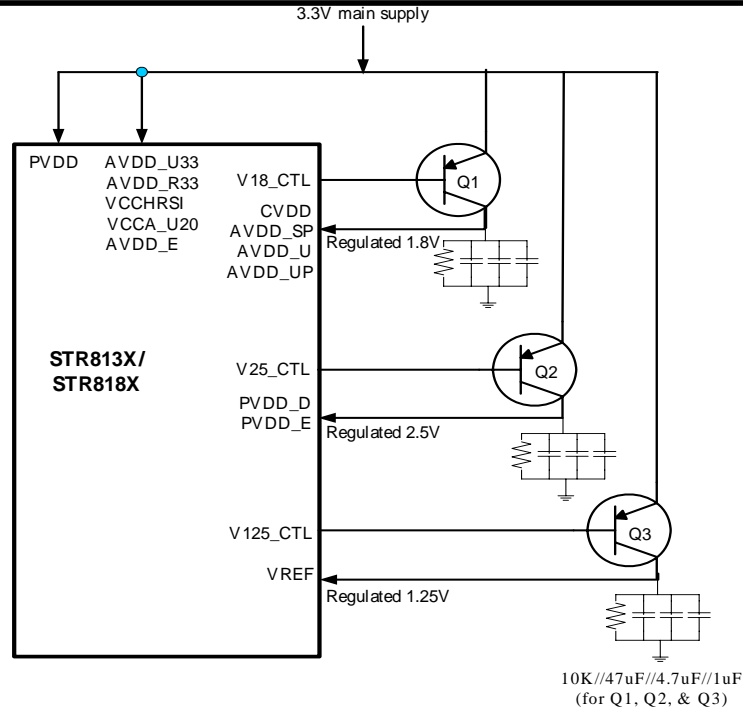 3.3V main supply
PVDD
AVDD_U33
AVDD_R33
VCCHRSI
VCCA_U20
AVDD_E
V18_CTL
Q1
CVDD
AVDD_SP
AVDD_U
AVDD_UP
Regulated 1.8V
STR813X/
STR818X
V25_CTL
Q2
PVDD_D
PVDD_E
Regulated 2.5V
V125_CTL
Q3
VREF
Regulated 1.25V
10K//47uF//4.7uF//1uF
(for Q1, Q2, & Q3)